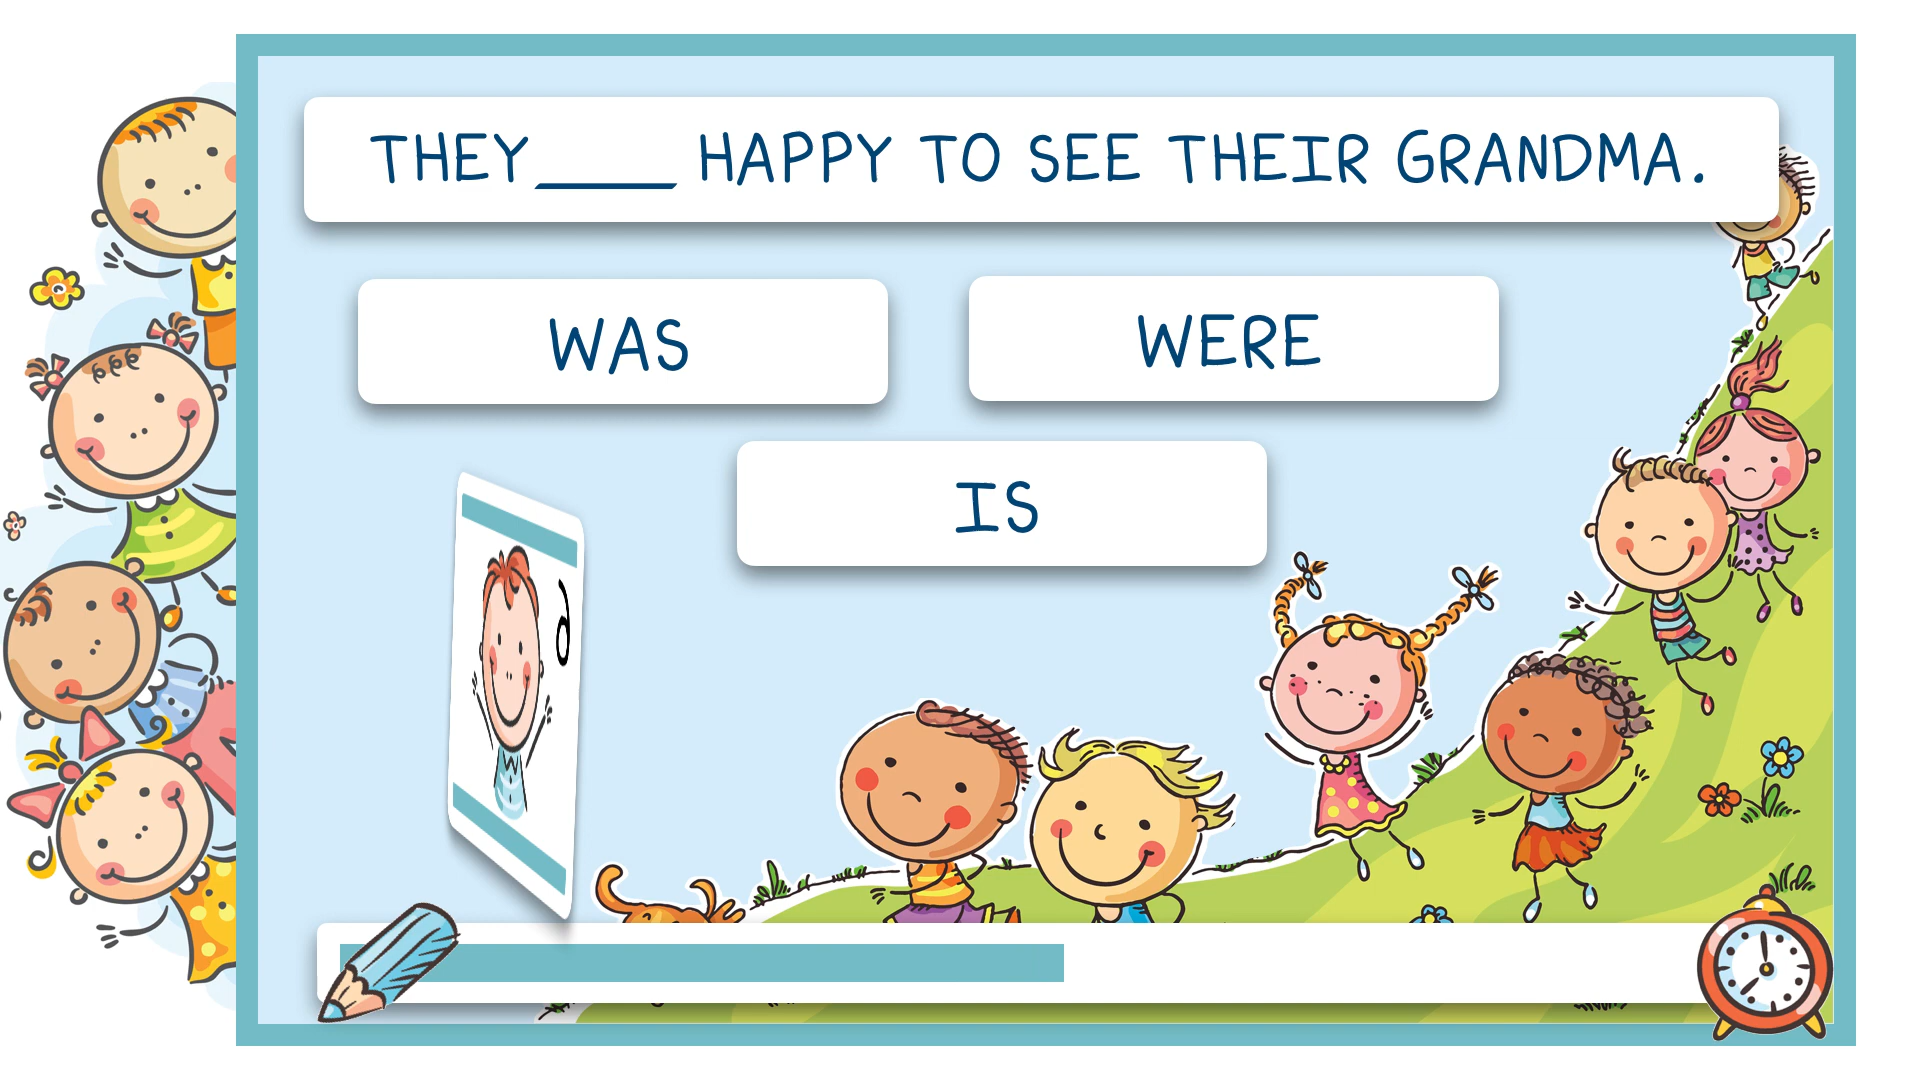 THEY____ HAPPY TO SEE THEIR GRANDMA.
WAS
WERE
IS